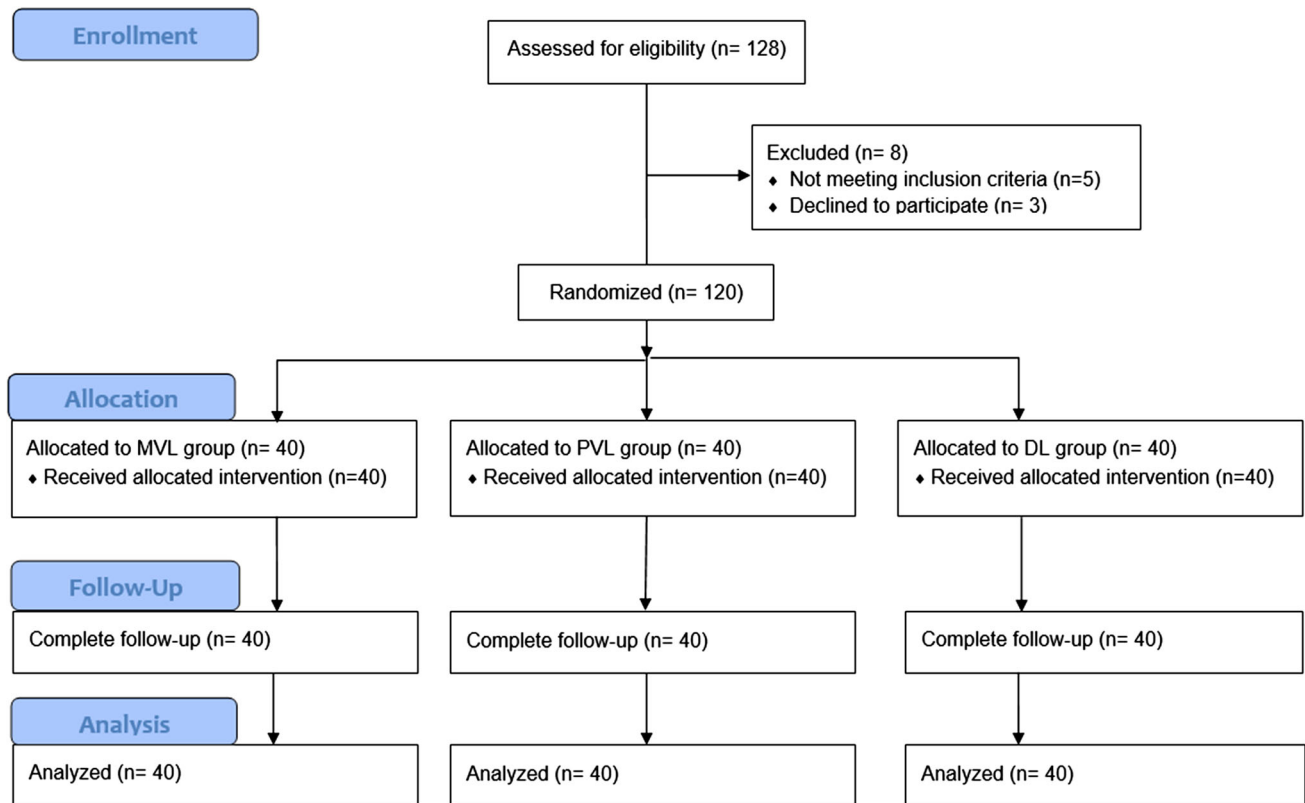 Enrollment
Assessed for eligibility (n= 128)
Excluded (n= 8)
♦ Not meeting inclusion criteria (n=5)
♦ Declined to participate (n= 3)
Randomized (n= 120)
Allocation
Allocated to MVL group (n= 40)
♦ Received allocated intervention (n=40)
Allocated to PVL group (n= 40)
♦ Received allocated intervention (n=40)
Allocated to DL group (n= 40)
♦ Received allocated intervention (n=40)
Follow-Up
Complete follow-up (n= 40)
Complete follow-up (n= 40)
Complete follow-up (n= 40)
Analysis
Analyzed (n= 40)
Analyzed (n= 40)
Analyzed (n= 40)